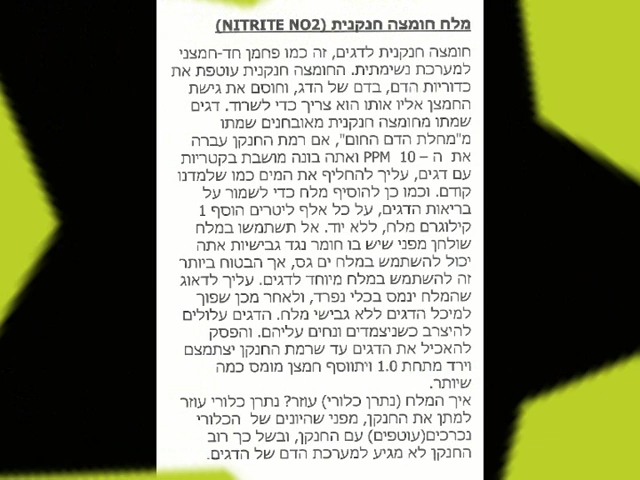 מלח חומצה חנקנית (NITRITE NO2)
חומצה חנקנית לדגים, זה כמו פחמן חד-חמצני
למערכת נשימתית. החומצה חנקנית עוטפת את
כדוריות הדם, בדם של הדג, וחוסם את גישת
החמצן אליו אותו הוא צריך כדי לשרוד. דגים
שמתו מחומצה חנקנית מאובחנים שמתו
מ"מחלת הדם החום", אם רמת החנקן עברה
את ה – 10 PPM ואתה בונה מושבת בקטריות
עם דגים, עליך להחליף את המים כמו שלמדנו
קודם. וכמו כן להוסיף מלח כדי לשמור על
בריאות הדגים, על כל אלף ליטרים הוסף 1
קילוגרם מלח, ללא יוד. אל תשתמשו במלח
שולחן מפני שיש בו חומר נגד גבישיות אתה
יכול להשתמש במלח ים גס, אך הבטוח ביותר
זה להשתמש במלח מיוחד לדגים. עליך לדאוג
שהמלח ינמס בכלי נפרד, ולאחר מכן שפוך
למיכל הדגים ללא גבישי מלח. הדגים עלולים
להיצרב כשניצמדים ונחים עליהם. והפסק
להאכיל את הדגים עד שרמת החנקן יצתמצם
וירד מתחת 1.0 ויתווסף חמצן מומס כמה
שיותר.
איך המלח (נתרן כלורי) עוזר? נתרן כלורי עוזר
למתן את החנקן, מפני שהיונים של הכלורי
נכרכים(עוטפים) עם החנקן, ובשל כך רוב
החנקן לא מגיע למערכת הדם של הדגים.